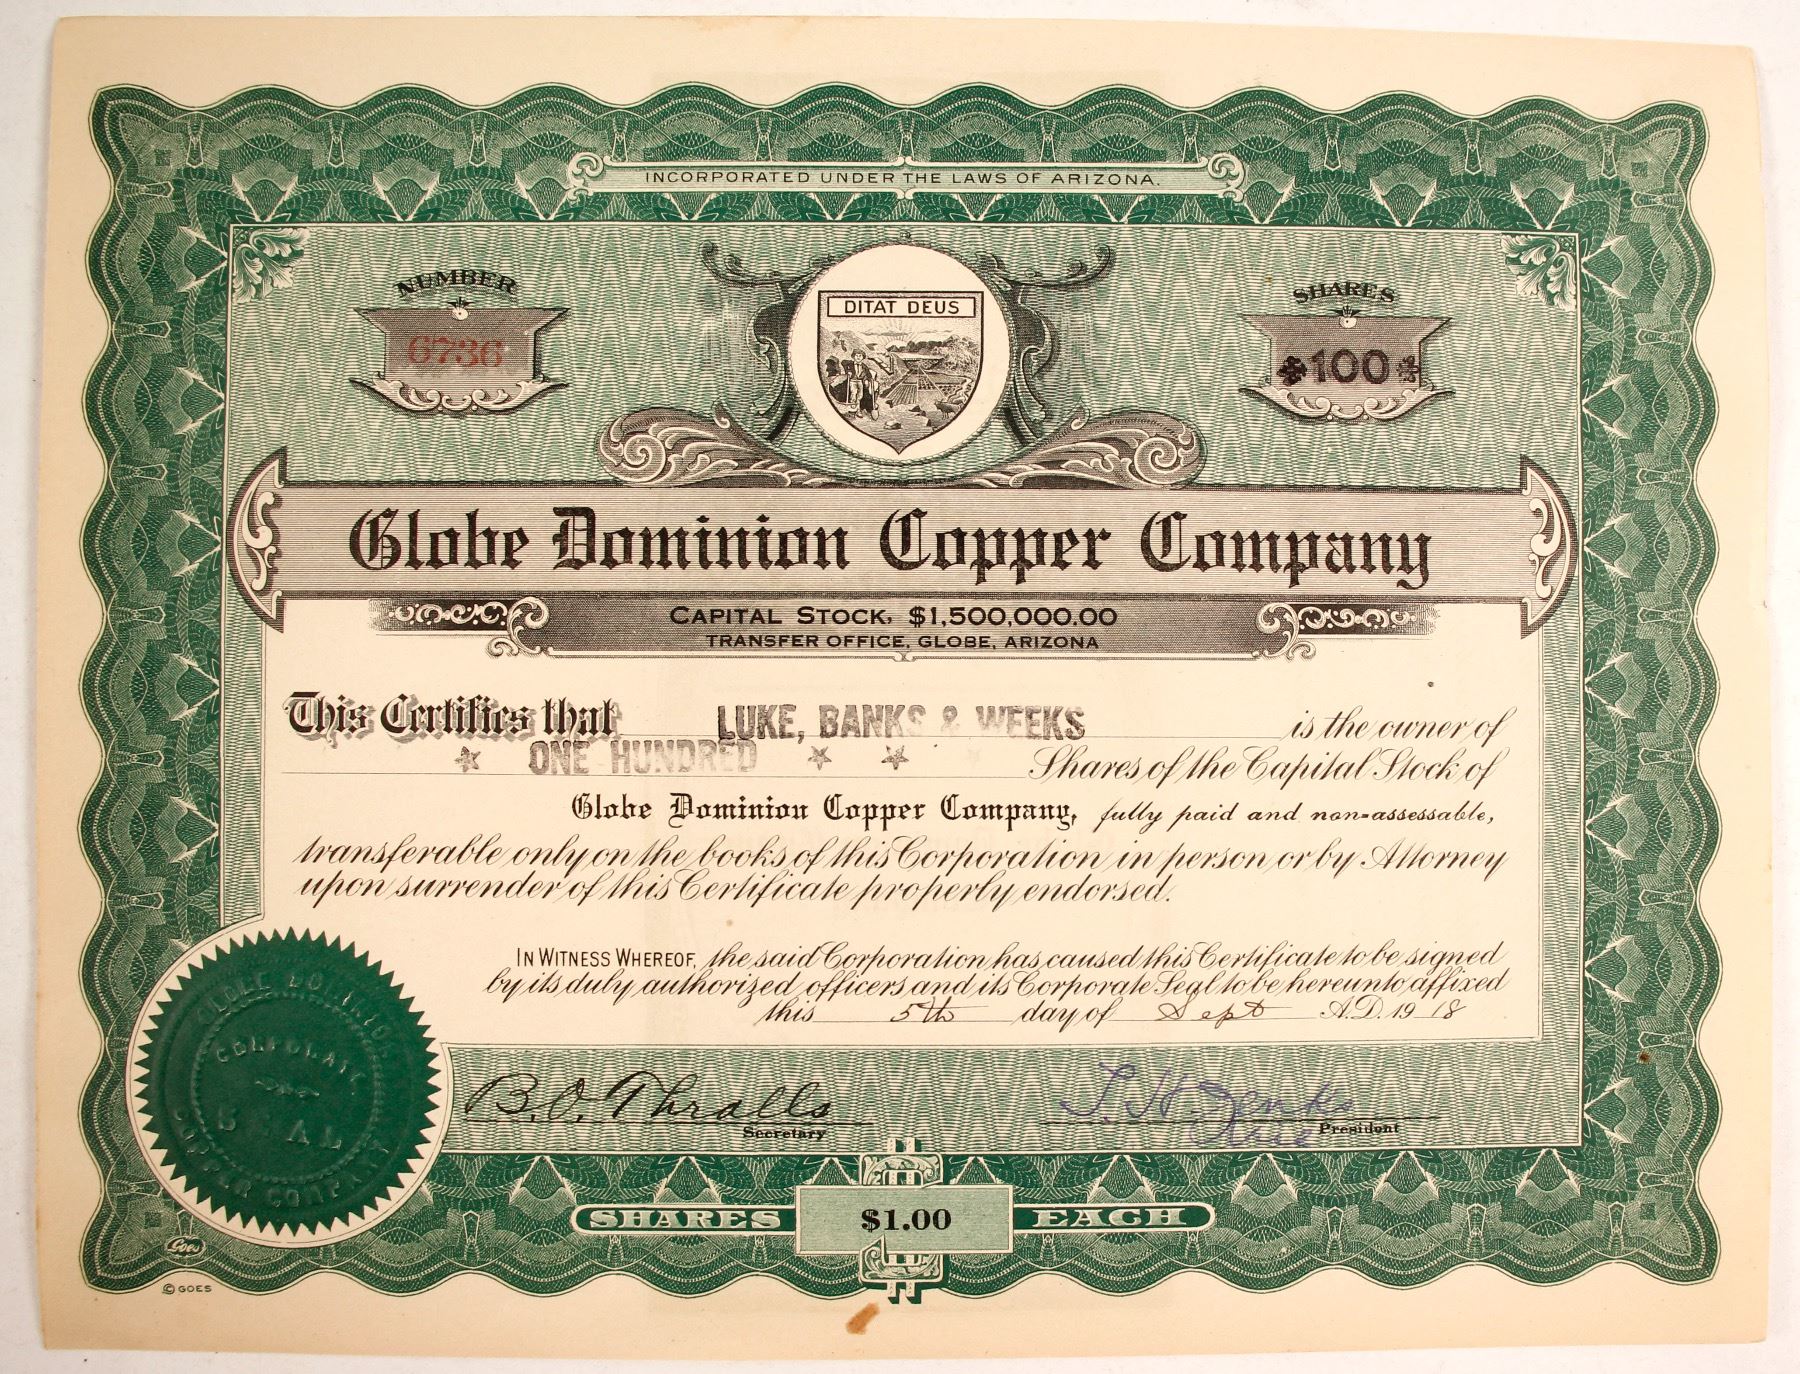 INCORPORATED UNDER THE LAWS OF ARIZONA.
NUMBER
6736
DITAT DEUS
SHARES
100
Globe Dominion Copper Company
CAPITAL STOCK, $1,500,000.00
TRANSFER OFFICE, GLOBE, ARIZONA
This Certifies that LUKE, BANKS & WEEKS is the owner of
ONE HUNDRED Shares of the Capital Stock of
Globe Dominion Copper Company, fully paid and non-assessable,
transferable only on the books of this Corporation in person or by Attorney
upon surrender of this Certificate properly endorsed.
IN WITNESS WHEREOF, the said Corporation has caused this Certificate to be signed
by its duly authorized officers and its Corporate Seal to be hereunto affixed
this 5th day of Sept A.D. 1918
GLOBE DOMINION
CORPORATE
SEAL
COPPER COMPANY
B.O. Thralls
Secretary
President
SHARES $1.00 EACH
Goes
© GOES